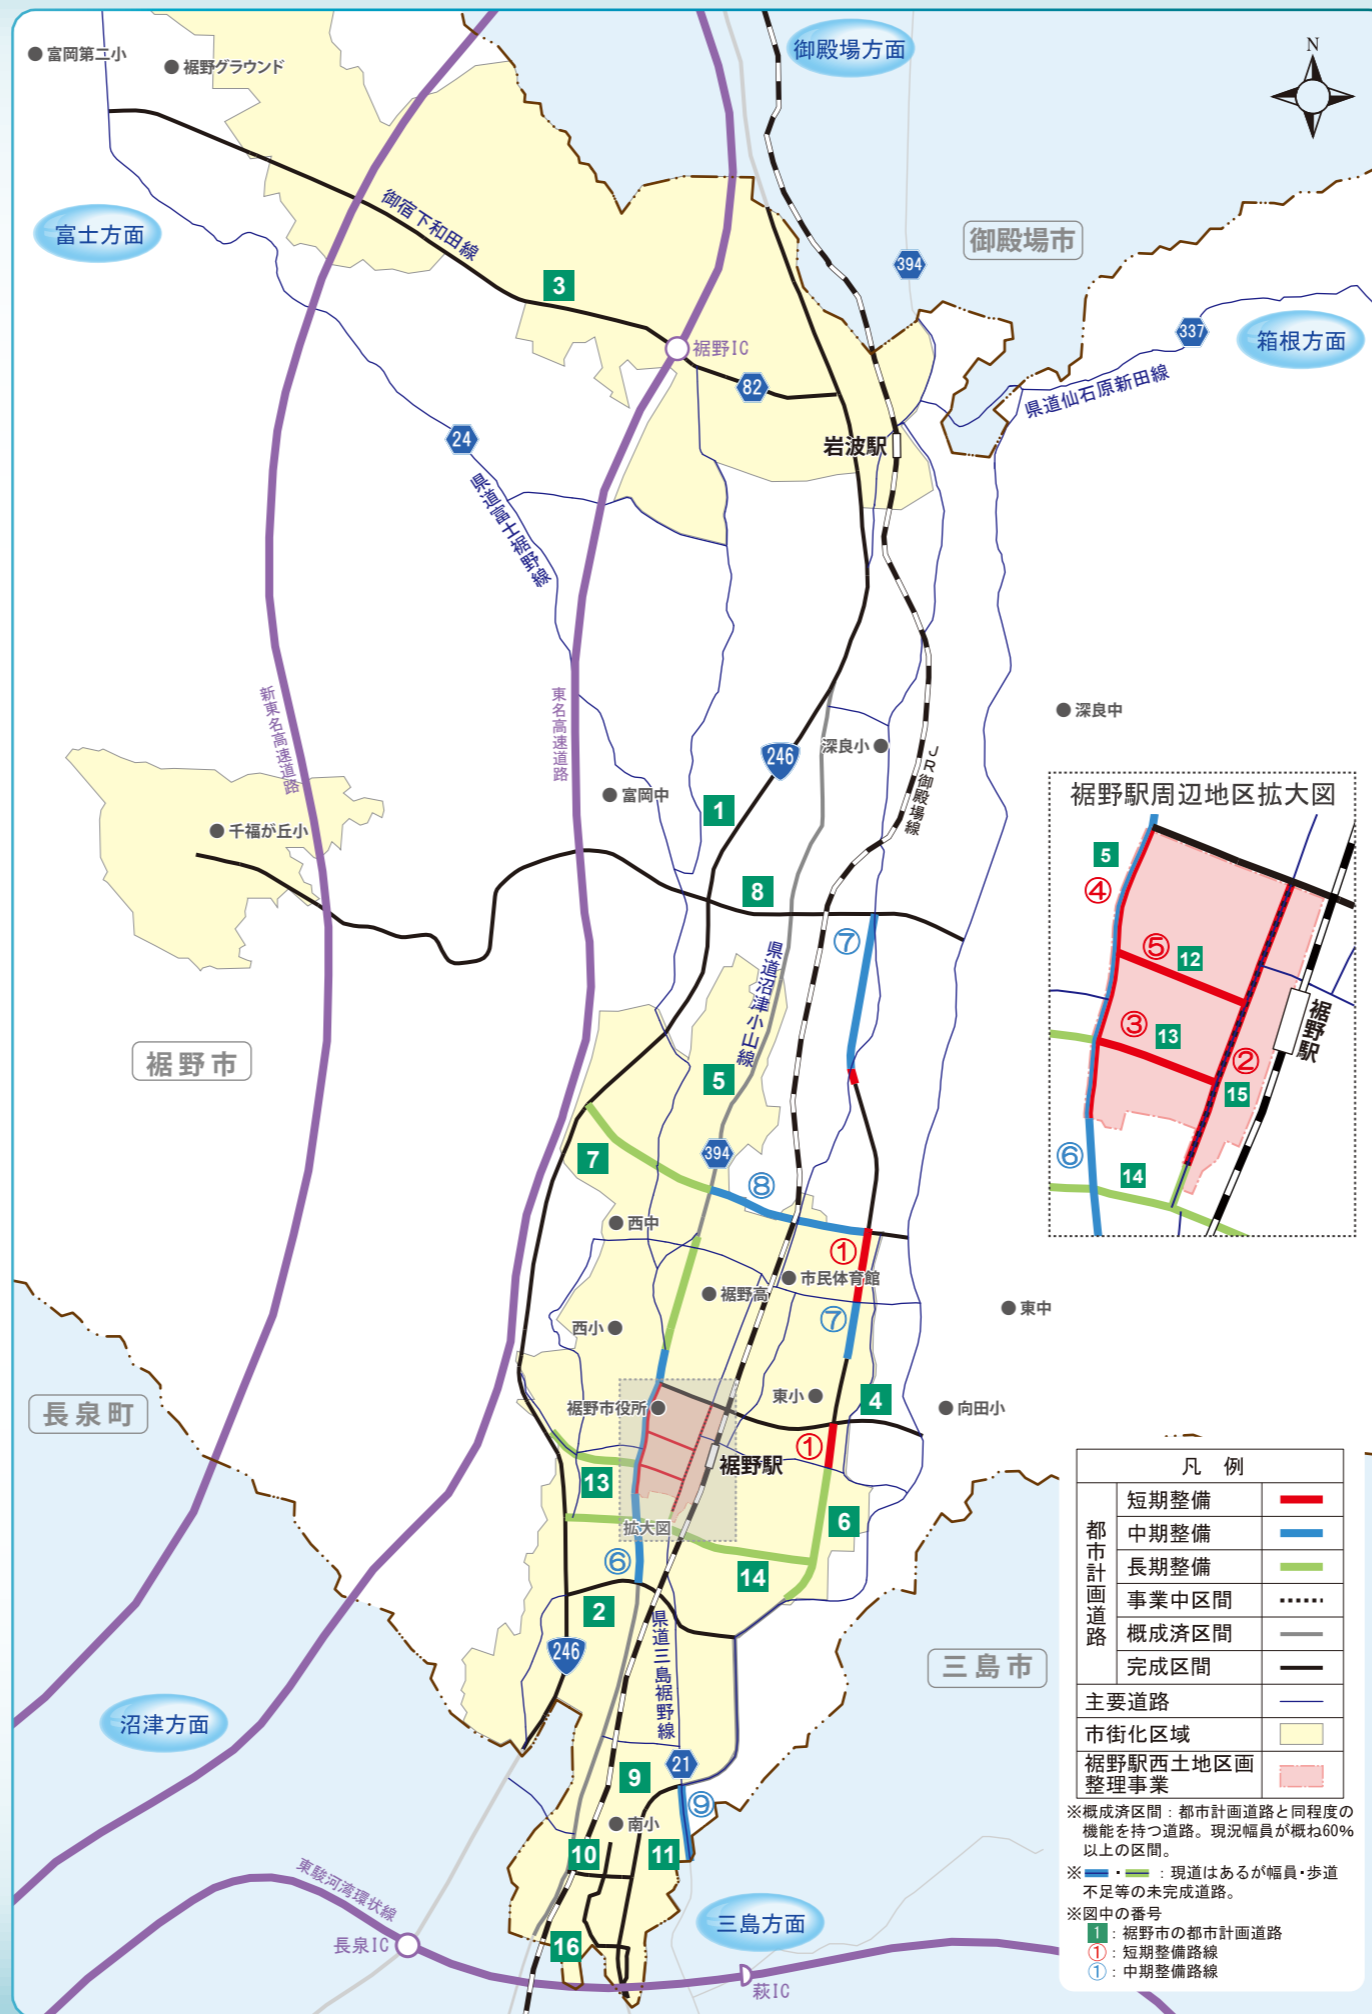 富岡第二小
裾野グラウンド
御殿場方面
N
富士方面
御宿下和田線
御殿場市
394
3
337
箱根方面
裾野IC
82
県道仙石原新田線
24
岩波駅
県道富士裾野線
新東名高速道路
東名高速道路
深良中
深良小
246
JR御殿場線
富岡中
1
千福が丘小
8
⑦
県道沼津小山線
裾野市
5
394
7
⑧
西中
①
市民体育館
裾野高
⑦
東中
西小
長泉町
東小
4
向田小
裾野市役所
①
裾野駅
13
6
拡大図
⑥
14
2
県道三島裾野線
246
三島市
沼津方面
21
9
⑨
南小
10
11
東駿河湾環状線
三島方面
長泉IC
16
萩IC
裾野駅周辺地区拡大図
5
④
⑤
12
裾野駅
③
13
②
15
⑥
14
凡 例
都市計画道路
短期整備
中期整備
長期整備
事業中区間
概成済区間
完成区間
主要道路
市街化区域
裾野駅西土地区画
整理事業
※概成済区間：都市計画道路と同程度の
機能を持つ道路。現況幅員が概ね60%
以上の区間。
※ ・ ：現道はあるが幅員・歩道
不足等の未完成道路。
※図中の番号
1：裾野市の都市計画道路
①：短期整備路線
①：中期整備路線